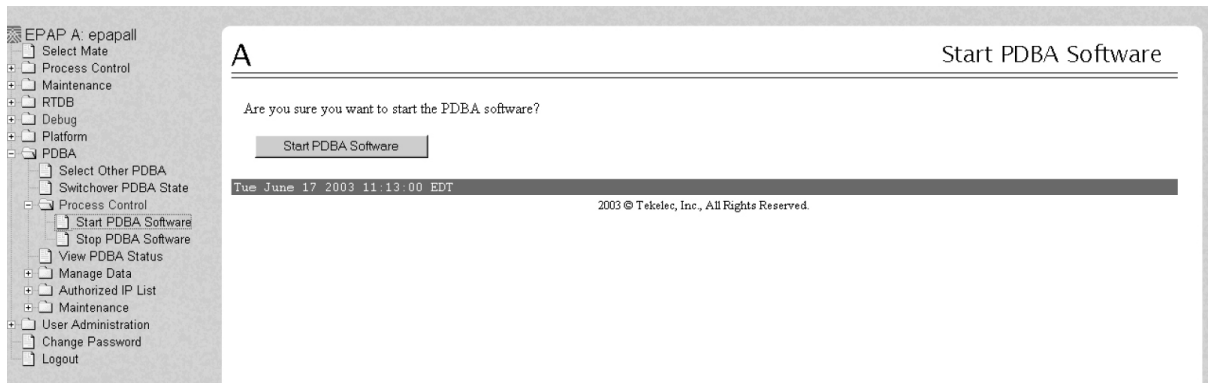 EPAP A: epapall
Select Mate
Process Control
Maintenance
RTDB
Debug
Platform
PDBA
Select Other PDBA
Switchover PDBA State
Process Control
Start PDBA Software
Stop PDBA Software
View PDBA Status
Manage Data
Authorized IP List
Maintenance
User Administration
Change Password
Logout
A
Start PDBA Software
Are you sure you want to start the PDBA software?
Start PDBA Software
Tue June 17 2003 11:13:00 EDT
2003 © Tekelec, Inc., All Rights Reserved.